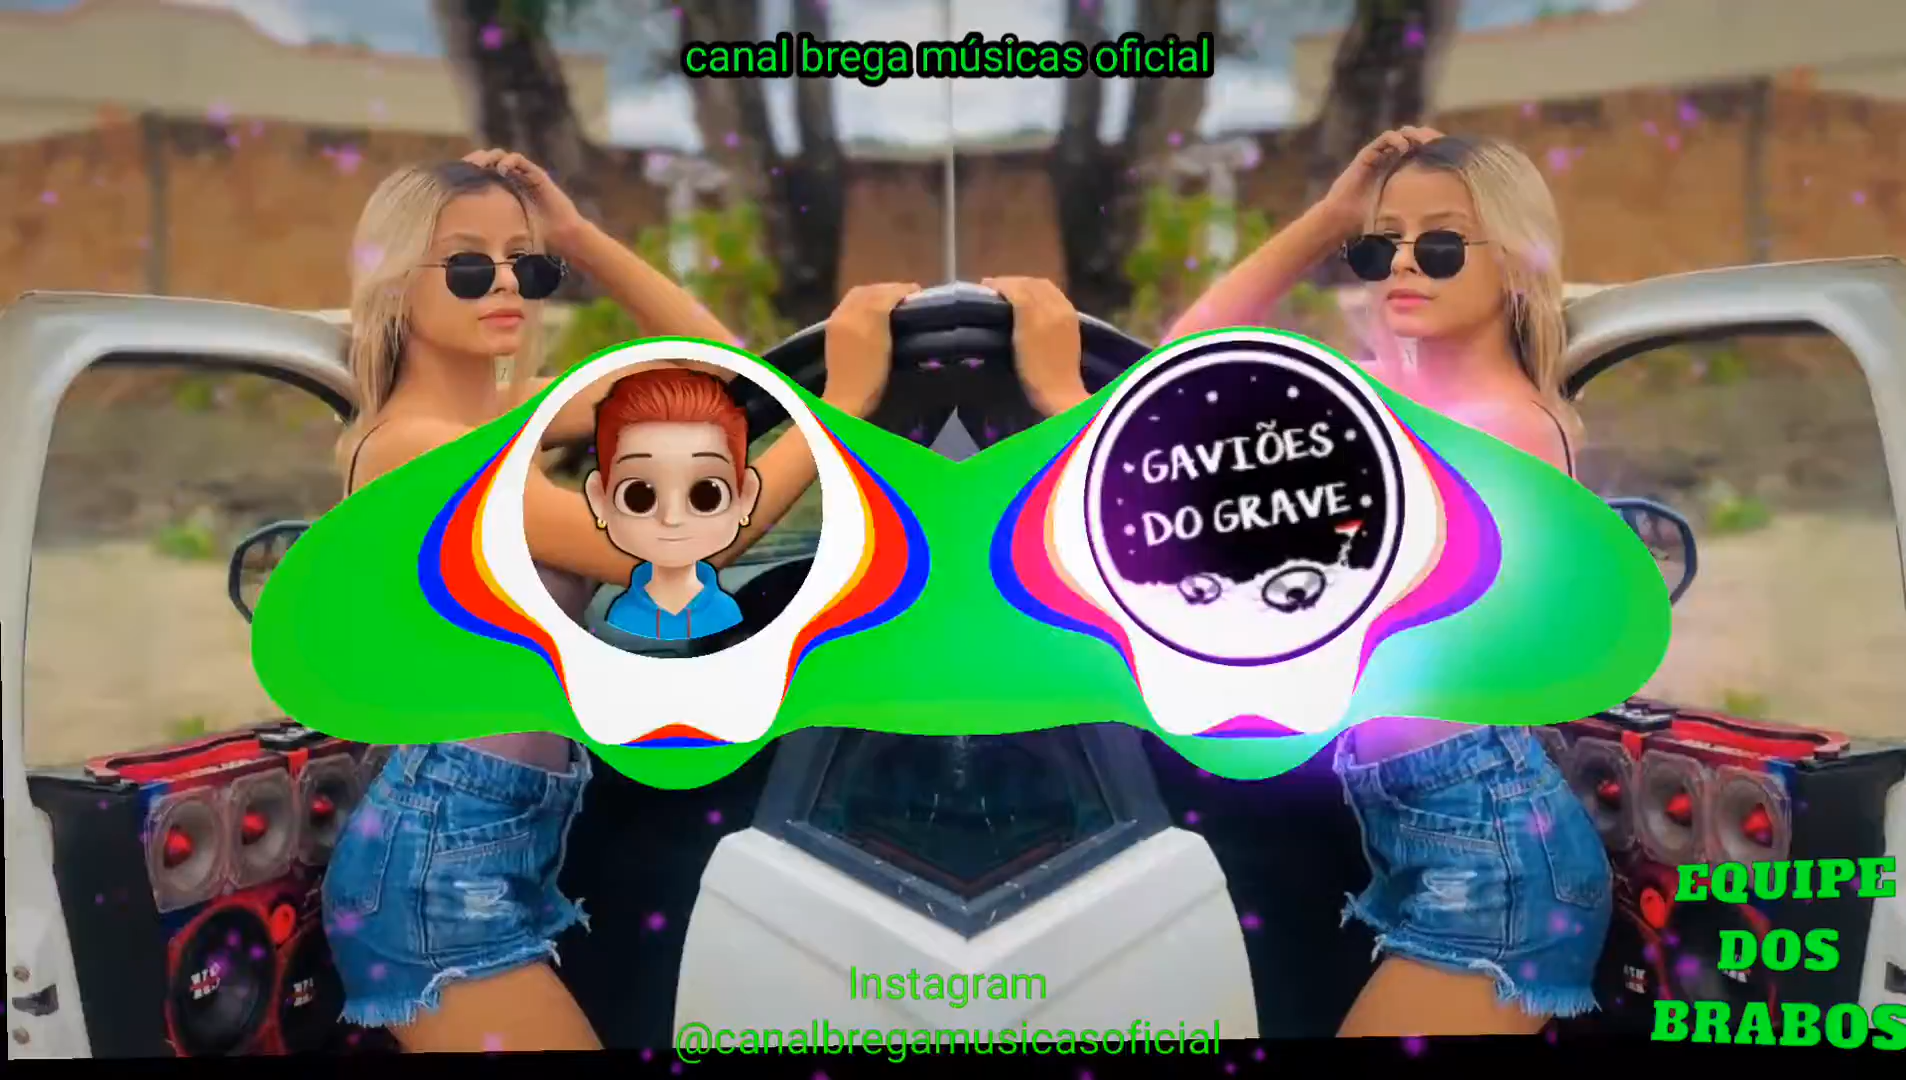 canal brega músicas oficial
GAVIÕES
DO GRAVE
EQUIPE
DOS
BRABOS
Instagram
@canalbregamusicasoficial